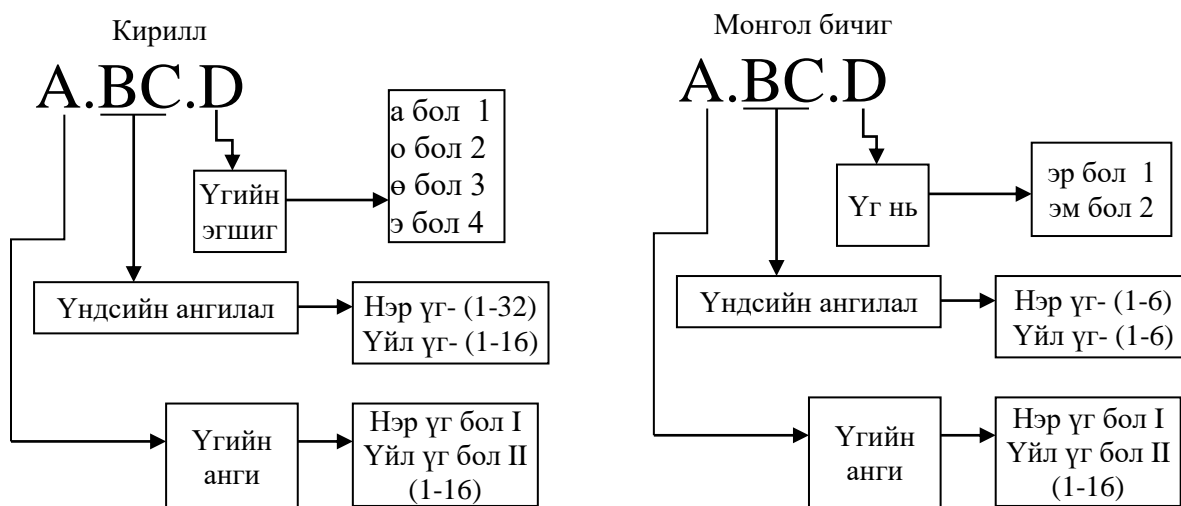 Кирилл
A.BC.D
Үгийн
эгшиг
а бол 1
о бол 2
ө бол 3
э бол 4
Үндсийн ангилал
Нэр үг- (1-32)
Үйл үг- (1-16)
Үгийн
анги
Нэр үг бол I
Үйл үг бол II
(1-16)
Монгол бичиг
A.BC.D
Үг нь
эр бол 1
эм бол 2
Үндсийн ангилал
Нэр үг- (1-6)
Үйл үг- (1-6)
Үгийн
анги
Нэр үг бол I
Үйл үг бол II
(1-16)